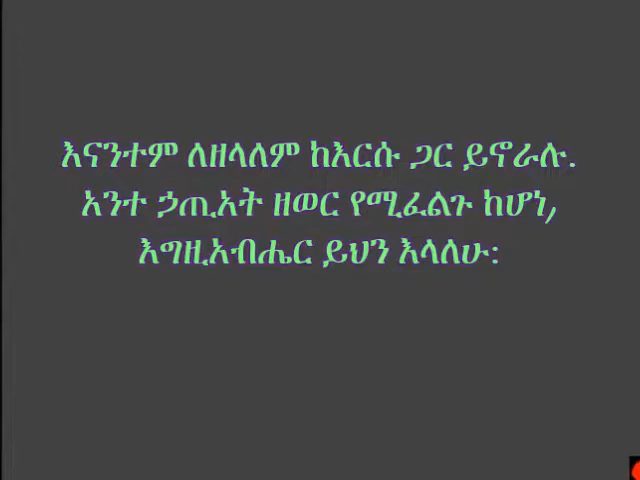 እናንተም ለዘላለም ከእርሱ ጋር ይኖራሉ.
አንተ ኃጢአት ዘወር የሚፈልጉ ከሆነ,
እግዚአብሔር ይህን እላለሁ: